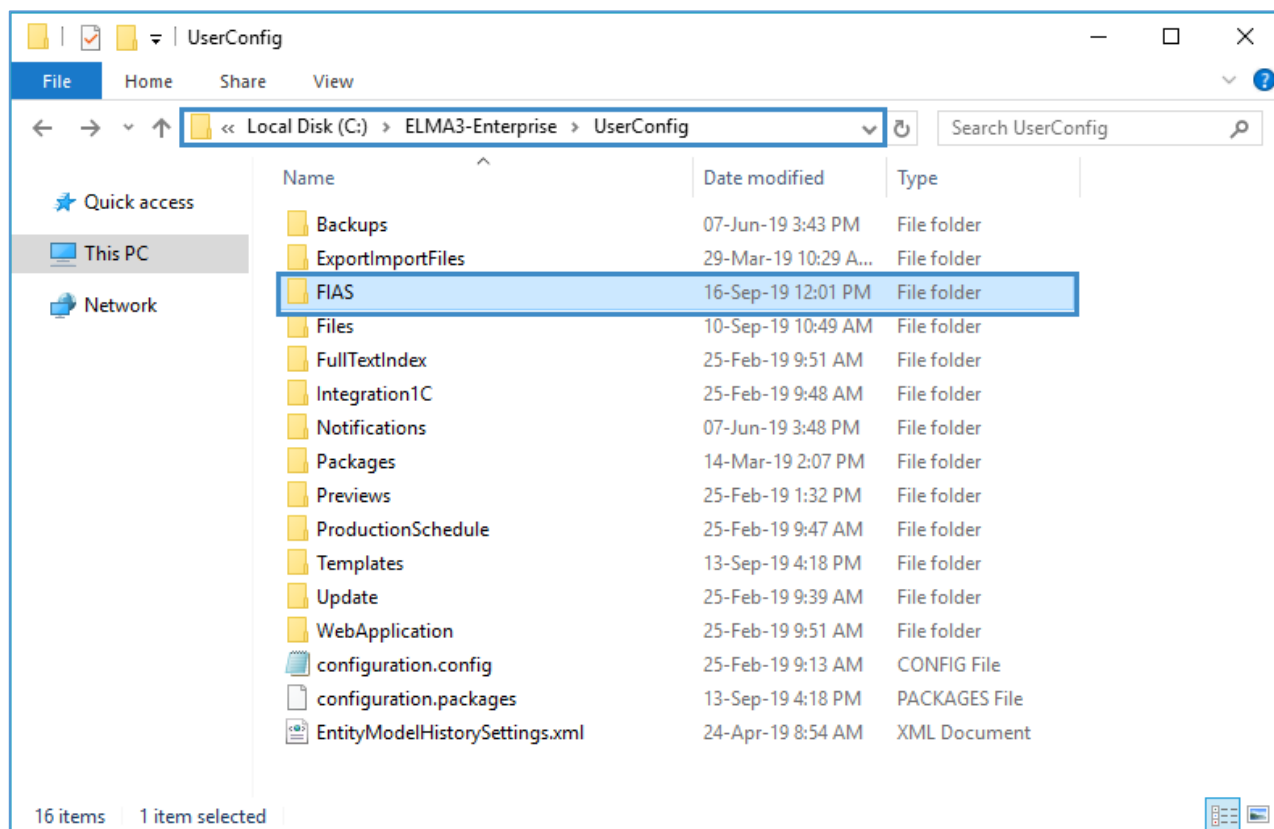 UserConfig
File Home Share View
« Local Disk (C:) › ELMA3-Enterprise › UserConfig Search UserConfig
Name Date modified Type
Quick access
This PC
Network
Backups 07-Jun-19 3:43 PM File folder
ExportImportFiles 29-Mar-19 10:29 A... File folder
FIAS 16-Sep-19 12:01 PM File folder
Files 10-Sep-19 10:49 AM File folder
FullTextIndex 25-Feb-19 9:51 AM File folder
Integration1C 25-Feb-19 9:48 AM File folder
Notifications 07-Jun-19 3:48 PM File folder
Packages 14-Mar-19 2:07 PM File folder
Previews 25-Feb-19 1:32 PM File folder
ProductionSchedule 25-Feb-19 9:47 AM File folder
Templates 13-Sep-19 4:18 PM File folder
Update 25-Feb-19 9:39 AM File folder
WebApplication 25-Feb-19 9:51 AM File folder
configuration.config 25-Feb-19 9:13 AM CONFIG File
configuration.packages 13-Sep-19 4:18 PM PACKAGES File
EntityModelHistorySettings.xml 24-Apr-19 8:54 AM XML Document
16 items 1 item selected